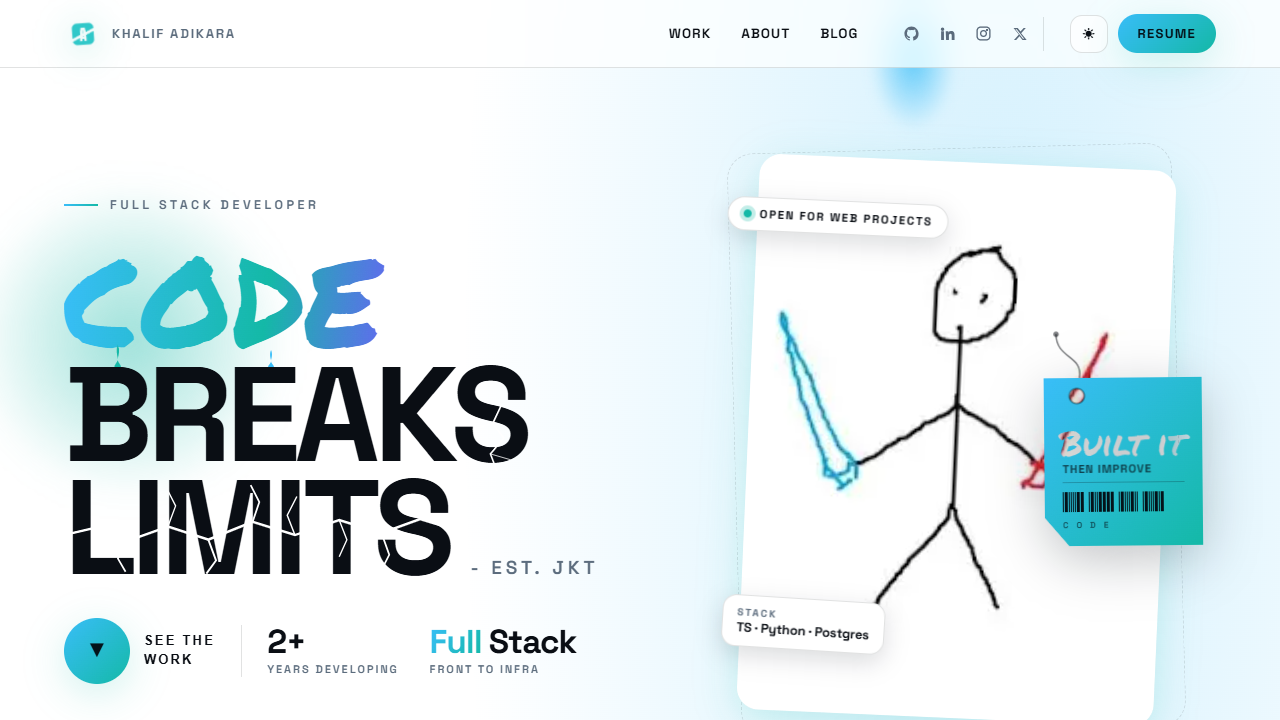 KHALIF ADIKARA
WORK
ABOUT
BLOG
RESUME
FULL STACK DEVELOPER
CODE
BREAKS
LIMITS
- EST. JKT
SEE THE
WORK
2+
YEARS DEVELOPING
Full Stack
FRONT TO INFRA
OPEN FOR WEB PROJECTS
BUILT IT
THEN IMPROVE
CODE
STACK
TS · Python · Postgres